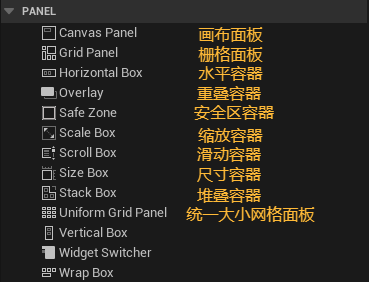 PANEL
Canvas Panel 画布面板
Grid Panel 栅格面板
Horizontal Box 水平容器
Overlay 重叠容器
Safe Zone 安全区容器
Scale Box 缩放容器
Scroll Box 滑动容器
Size Box 尺寸容器
Stack Box 堆叠容器
Uniform Grid Panel 统一大小网格面板
Vertical Box
Widget Switcher
Wrap Box